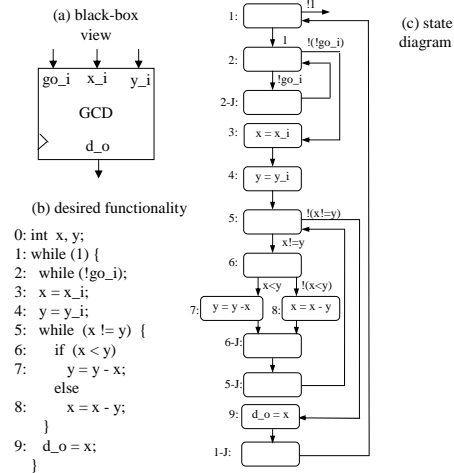 (a) black-box
view
go_i x_i y_i
GCD
d_o
(b) desired functionality
0: int x, y;
1: while (1) {
2: while (!go_i);
3: x = x_i;
4: y = y_i;
5: while (x != y) {
6: if (x < y)
7: y = y - x;
else
8: x = x - y;
}
9: d_o = x;
}
(c) state
diagram
1:
!1
1
2:
!(!go_i)
!go_i
2-J:
3: x = x_i
4: y = y_i
5:
!(x!=y)
x!=y
6:
x<y !(x<y)
7: y = y -x
8: x = x - y
6-J:
5-J:
9: d_o = x
1-J: